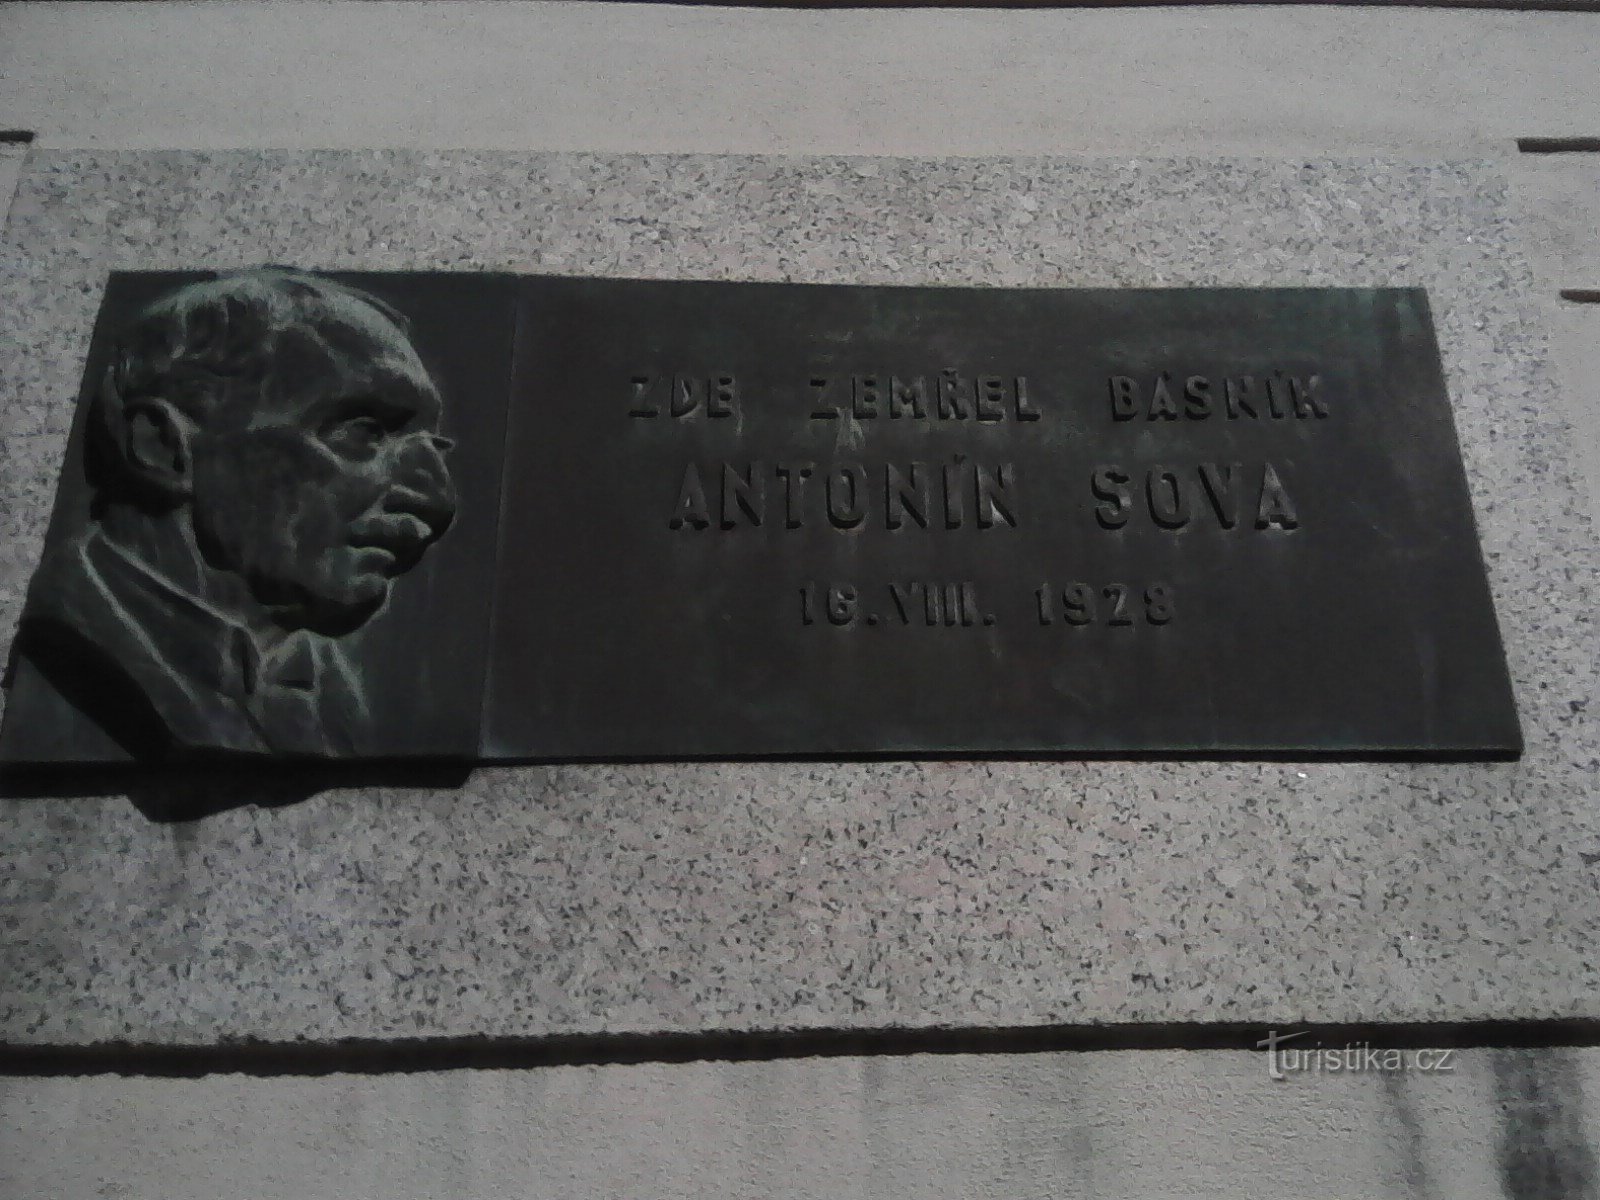 ZDE ZEMŘEL BÁSNÍK
ANTONÍN SOVA
16. VIII. 1928
Turistika.cz